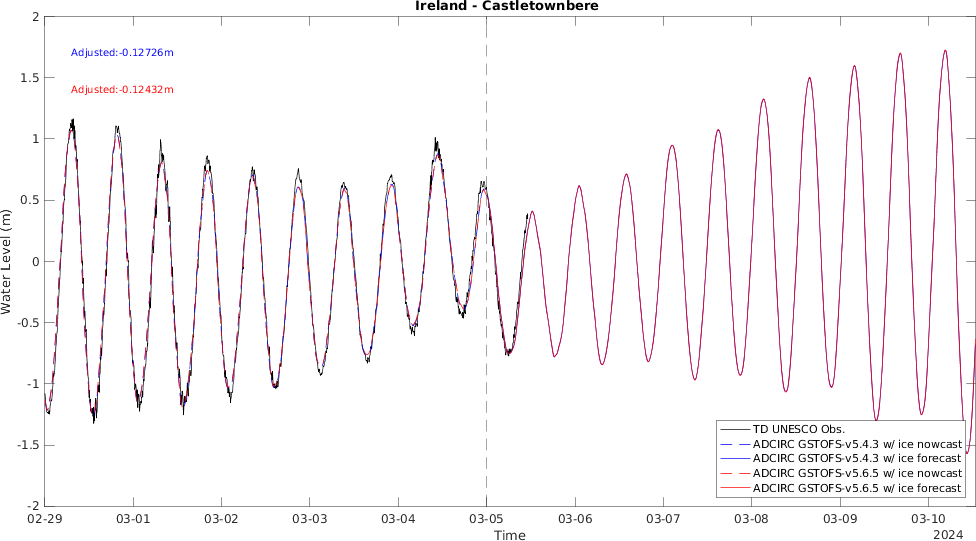 Ireland - Castletownbere
Adjusted:-0.12726m
Adjusted:-0.12432m
2
1.5
1
0.5
0
-0.5
-1
-1.5
-2
Water Level (m)
02-29 03-01 03-02 03-03 03-04 03-05 03-06 03-07 03-08 03-09 03-10
Time
2024
TD UNESCO Obs.
ADCIRC GSTOFS-v5.4.3 w/ ice nowcast
ADCIRC GSTOFS-v5.4.3 w/ ice forecast
ADCIRC GSTOFS-v5.6.5 w/ ice nowcast
ADCIRC GSTOFS-v5.6.5 w/ ice forecast